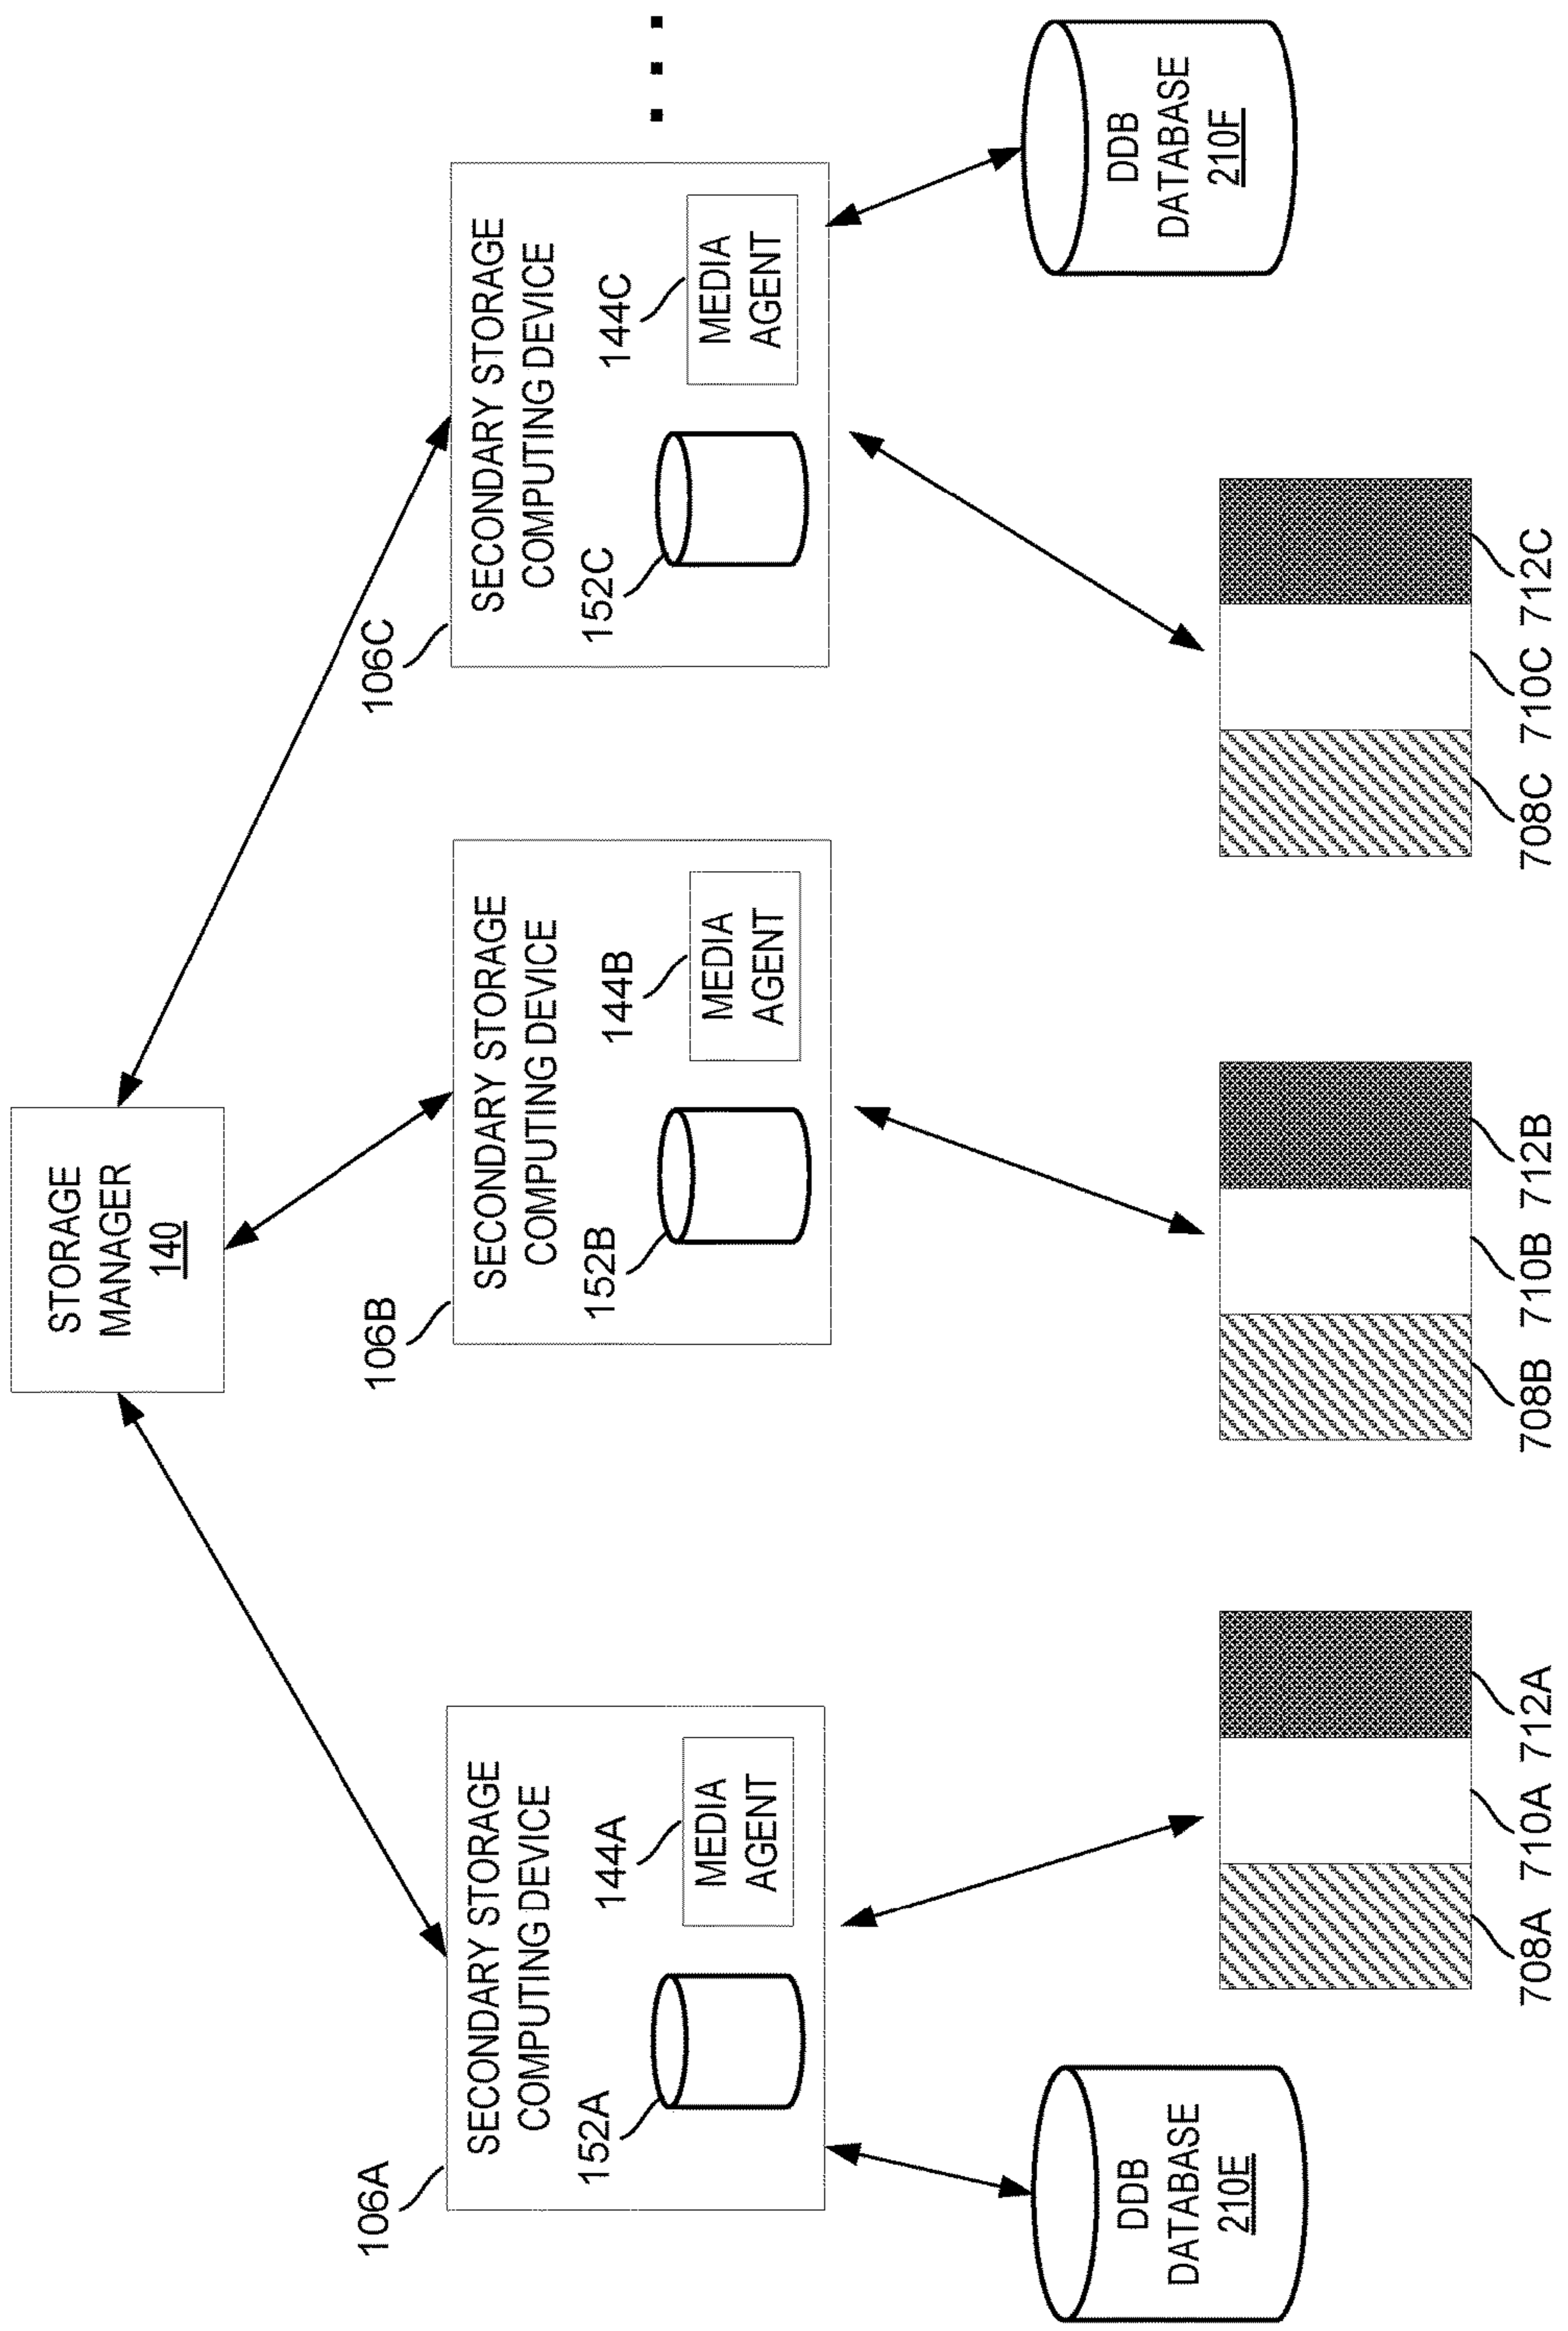 STORAGE
MANAGER
140
106A
SECONDARY STORAGE
COMPUTING DEVICE
152A
144A
MEDIA
AGENT
106B
SECONDARY STORAGE
COMPUTING DEVICE
152B
144B
MEDIA
AGENT
106C
SECONDARY STORAGE
COMPUTING DEVICE
152C
144C
MEDIA
AGENT
DDB
DATABASE
210E
DDB
DATABASE
210F
708A 710A 712A
708B 710B 712B
708C 710C 712C